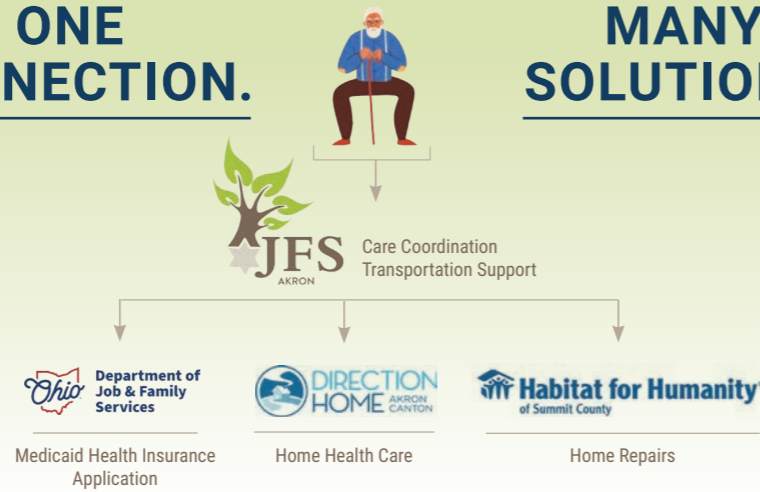 ONE
NECTION.
MANY
SOLUTIO
JFS
AKRON
Care Coordination
Transportation Support
Ohio
Department of
Job & Family
Services
DIRECTION
HOME AKRON
CANTON
Habitat for Humanity
of Summit County
Medicaid Health Insurance
Application
Home Health Care
Home Repairs